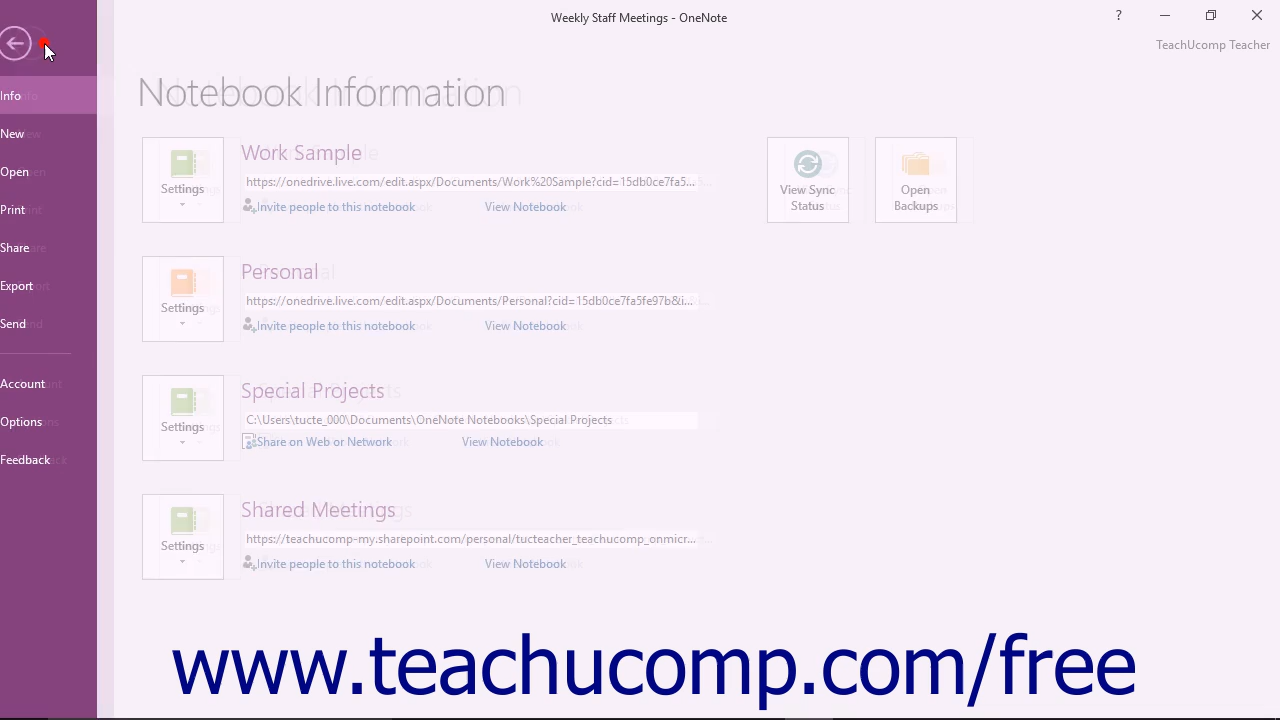 Weekly Staff Meetings - OneNote
?
TeachUcomp Teacher
Info
New
Open
Print
Share
Export
Send
Account
Options
Feedback
Notebook Information
Settings
Work Sample
https://onedrive.live.com/edit.aspx/Documents/Work%20Sample?cid=15db0ce7fa5...
Invite people to this notebook View Notebook
View Sync
Status
Open
Backups
Settings
Personal
https://onedrive.live.com/edit.aspx/Documents/Personal?cid=15db0ce7fa5fe97b&i...
Invite people to this notebook View Notebook
Settings
Special Projects
C:\Users\tucte_000\Documents\OneNote Notebooks\Special Projects
Share on Web or Network View Notebook
Settings
Shared Meetings
https://teachucomp-my.sharepoint.com/personal/tucteacher_teachucomp_onmicr...
Invite people to this notebook View Notebook
www.teachucomp.com/free